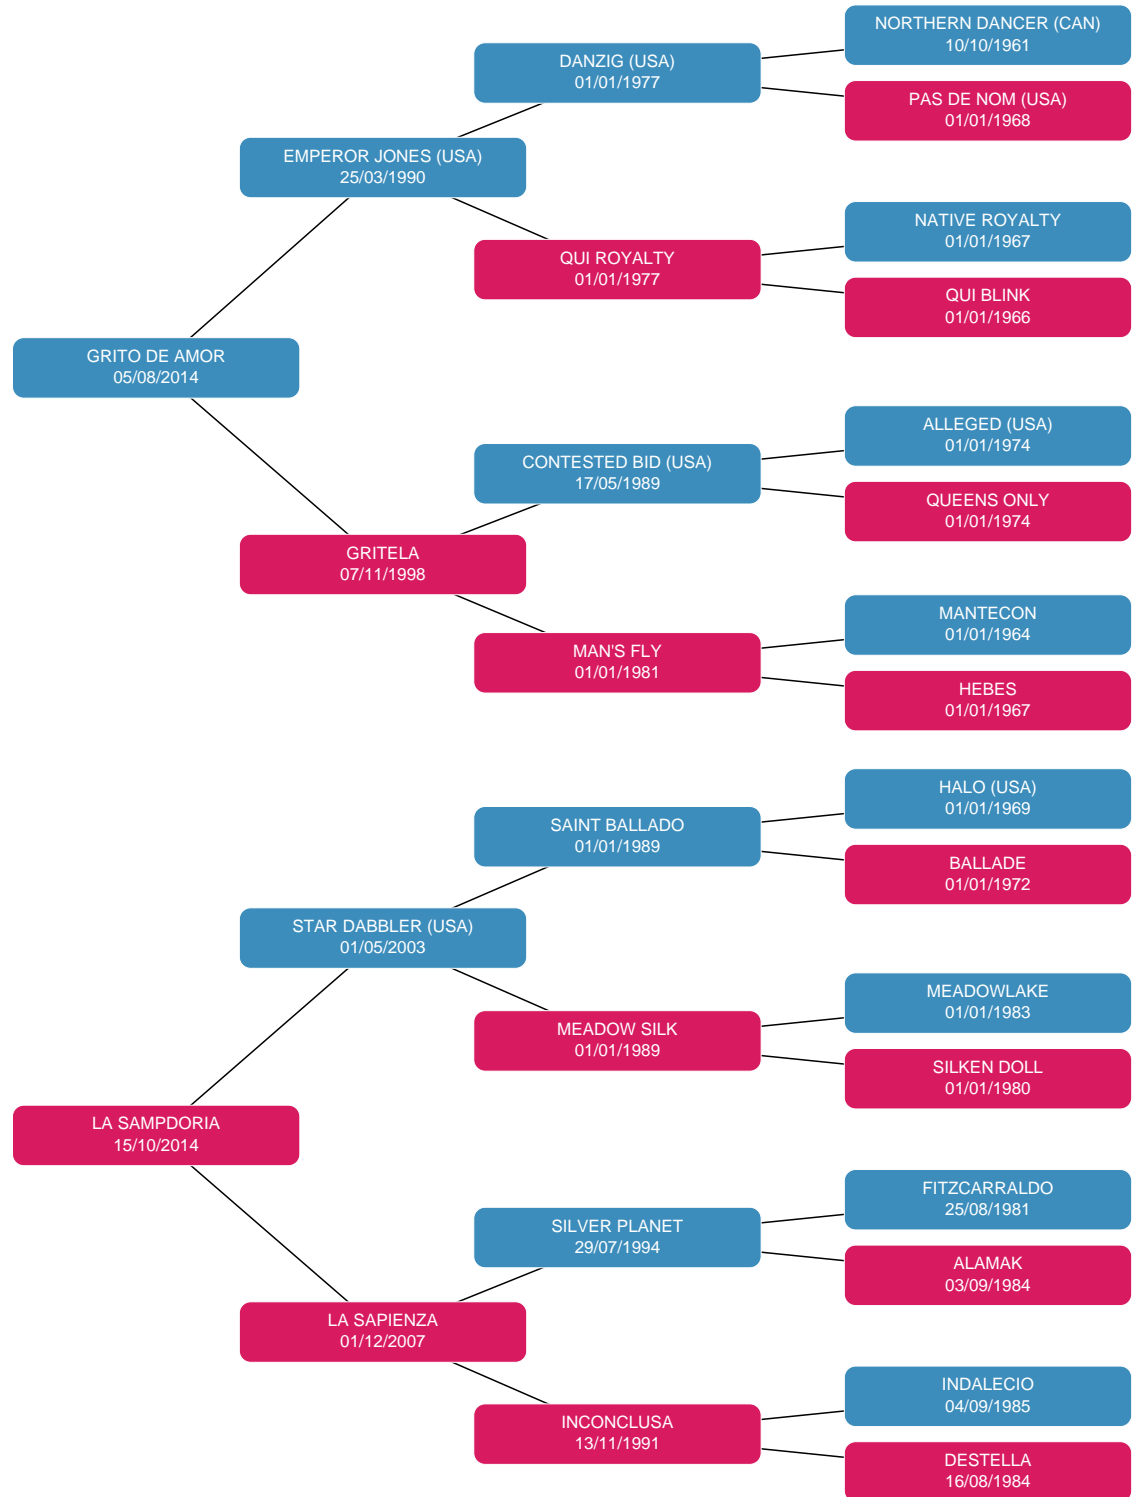 NORTHERN DANCER (CAN)
10/10/1961
DANZIG (USA)
01/01/1977
PAS DE NOM (USA)
01/01/1968
EMPEROR JONES (USA)
25/03/1990
NATIVE ROYALTY
01/01/1967
QUI ROYALTY
01/01/1977
QUI BLINK
01/01/1966
GRITO DE AMOR
05/08/2014
ALLEGED (USA)
01/01/1974
CONTESTED BID (USA)
17/05/1989
QUEENS ONLY
01/01/1974
GRITELA
07/11/1998
MANTECON
01/01/1964
MAN'S FLY
01/01/1981
HEBES
01/01/1967
HALO (USA)
01/01/1969
SAINT BALLADO
01/01/1989
BALLADE
01/01/1972
STAR DABBLER (USA)
01/05/2003
MEADOWLAKE
01/01/1983
MEADOW SILK
01/01/1989
SILKEN DOLL
01/01/1980
LA SAMPDORIA
15/10/2014
FITZCARRALDO
25/08/1981
SILVER PLANET
29/07/1994
ALAMAK
03/09/1984
LA SAPIENZA
01/12/2007
INDALECIO
04/09/1985
INCONCLUSA
13/11/1991
DESTELLA
16/08/1984